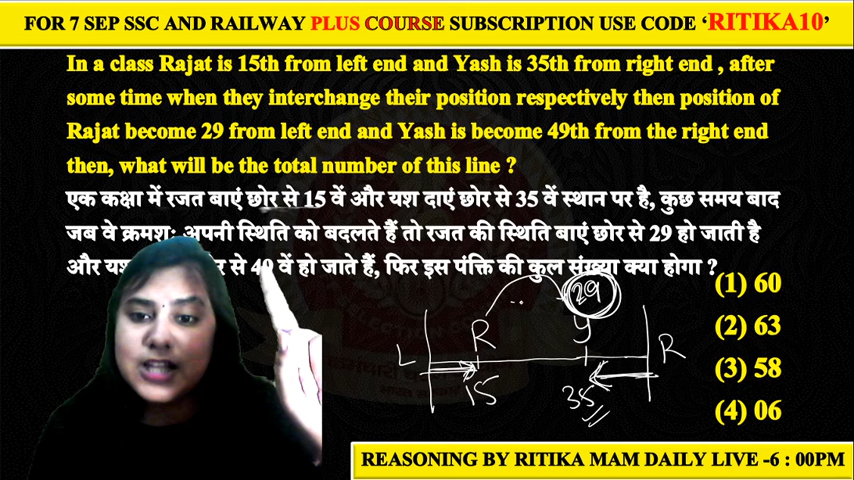 FOR 7 SEP SSC AND RAILWAY PLUS COURSE SUBSCRIPTION USE CODE ‘RITIKA10’
In a class Rajat is 15th from left end and Yash is 35th from right end , after
some time when they interchange their position respectively then position of
Rajat become 29 from left end and Yash is become 49th from the right end
then, what will be the total number of this line ?
एक कक्षा में रजत बाएं छोर से 15 वें और यश दाएं छोर से 35 वें स्थान पर है, कुछ समय बाद
जब वे क्रमशः अपनी स्थिति को बदलते हैं तो रजत की स्थिति बाएं छोर से 29 हो जाती है
और से 49 वें हो जाते हैं, फिर इस पंक्ति की कुल संख्या क्या होगा ?
(1) 60
(2) 63
(3) 58
(4) 06
29
R Y
L R
15 35
REASONING BY RITIKA MAM DAILY LIVE -6 : 00PM